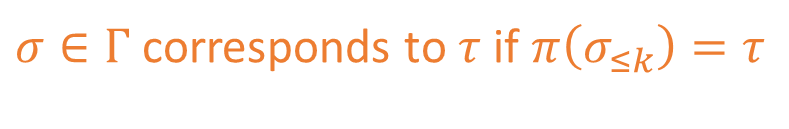 σ ∈ Γ corresponds to τ if π(σ≤k) = τ